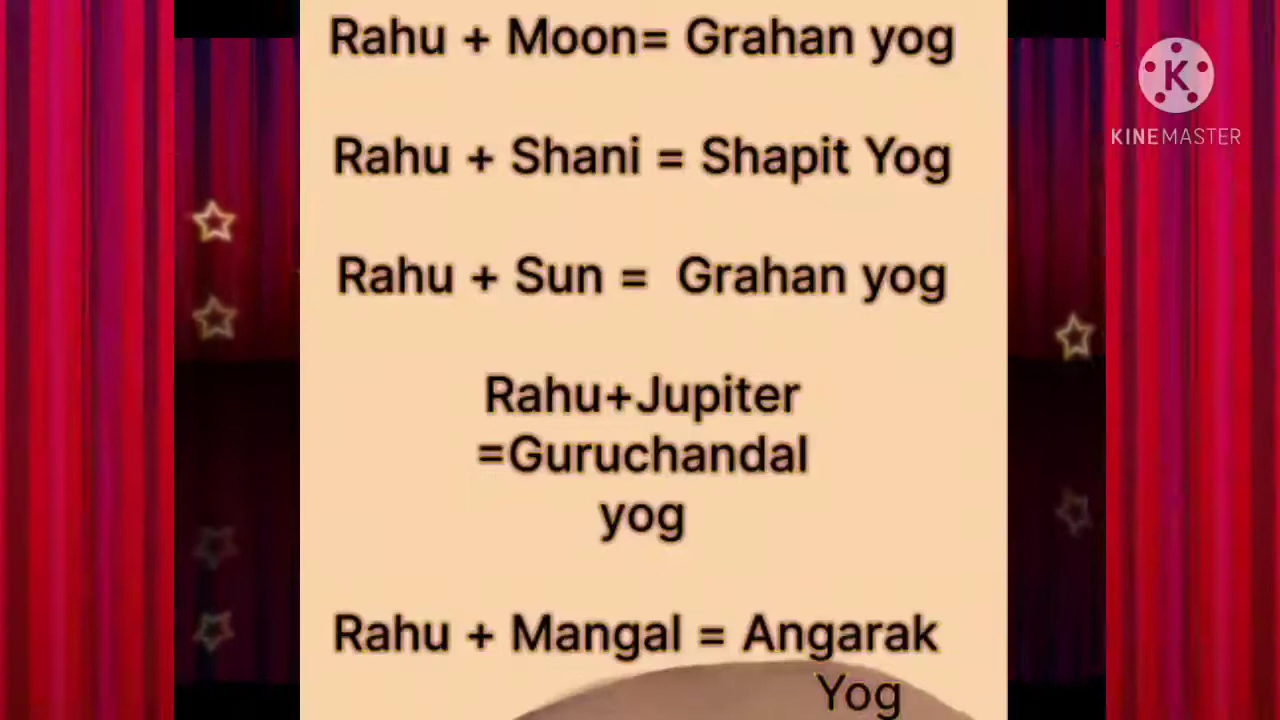 Rahu + Moon= Grahan yog
KINEMASTER
Rahu + Shani = Shapit Yog
Rahu + Sun =  Grahan yog
Rahu+Jupiter
=Guruchandal
yog
Rahu + Mangal = Angarak
Yog